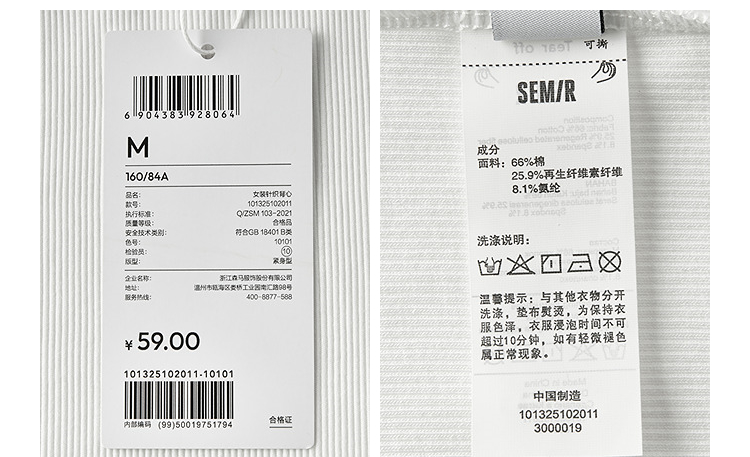 6 904383 928064
M
160/84A
品名: 女装针织背心
款号: 101325102011
执行标准: Q/ZSM 103-2021
质量等级: 合格品
安全技术类别: 符合GB 18401 B类
色号: 10101
检验员: 10
版型: 紧身型
企业名称: 浙江森马服饰股份有限公司
地址: 温州市瓯海区娄桥工业园南汇路98号
服务热线: 400-8877-588
¥ 59.00
101325102011-10101
内部编码 (99)50019751794
合格证
Tear off
可撕
SEM/R
成分
面料: 66%棉
25.9%再生纤维素纤维
8.1%氨纶
洗涤说明:
温馨提示: 与其他衣物分开
洗涤, 垫布熨烫, 为保持衣
服色泽, 衣服浸泡时间不可
超过10分钟, 如有轻微褪色
属正常现象。
中国制造
101325102011
3000019